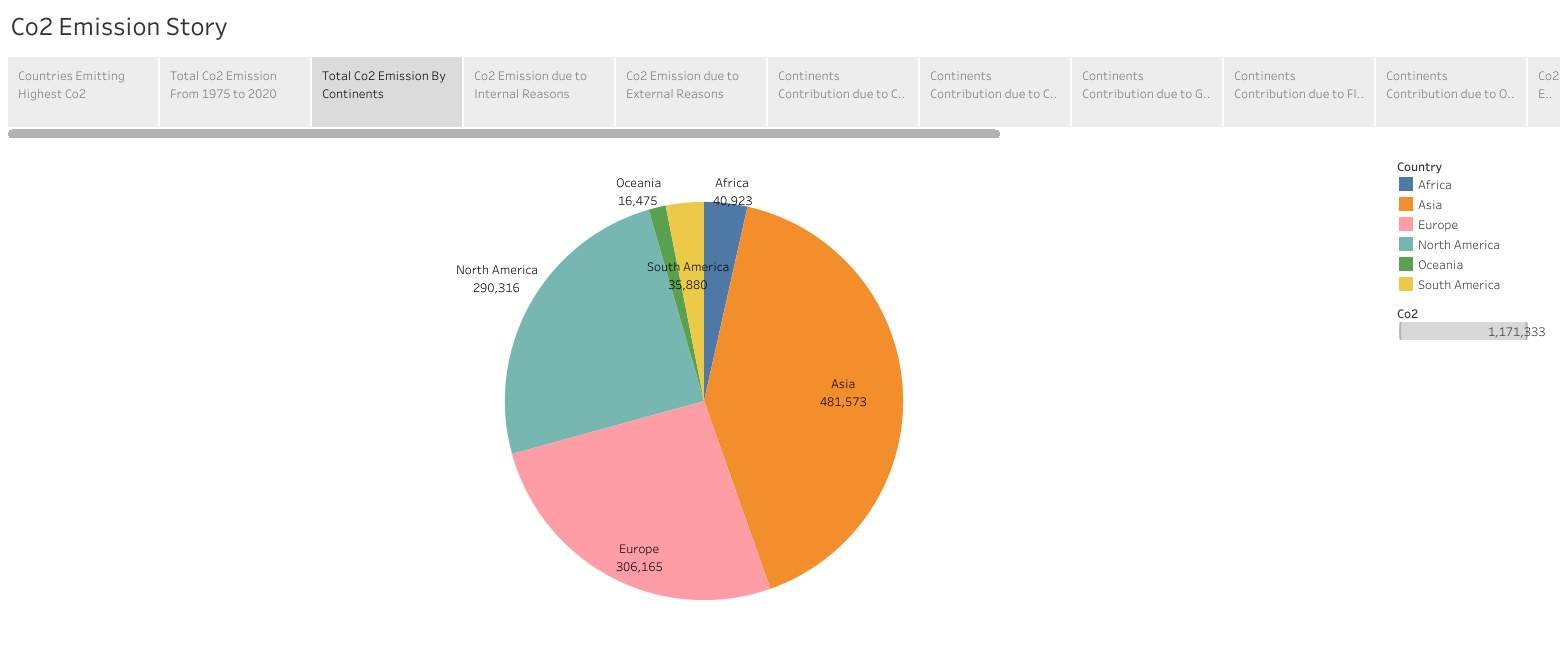 Co2 Emission Story
Countries Emitting
Highest Co2
Total Co2 Emission
From 1975 to 2020
Total Co2 Emission By
Continents
Co2 Emission due to
Internal Reasons
Co2 Emission due to
External Reasons
Continents
Contribution due to C..
Continents
Contribution due to C..
Continents
Contribution due to G..
Continents
Contribution due to Fl..
Continents
Contribution due to O..
Co2
E..
Oceania
16,475
Africa
40,923
North America
290,316
South America
35,880
Asia
481,573
Europe
306,165
Country
Africa
Asia
Europe
North America
Oceania
South America
Co2
1,171,333